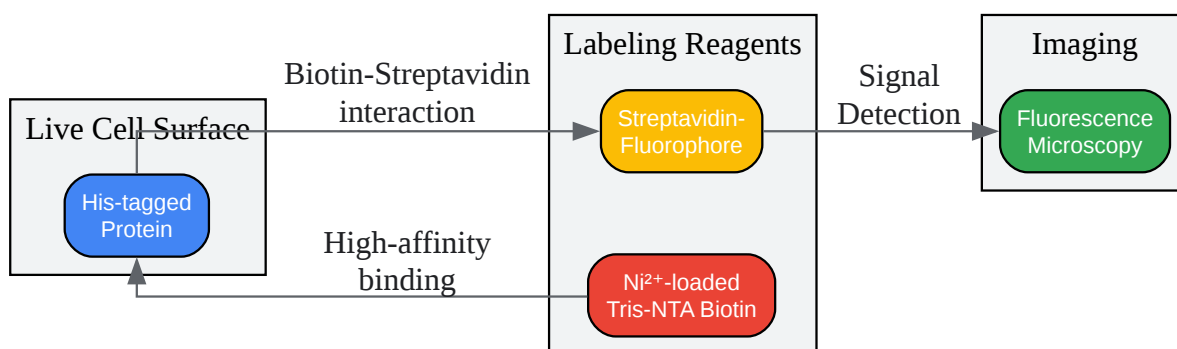 Labeling Reagents
Imaging
Biotin-Streptavidin
interaction
Signal
Detection
Live Cell Surface
Streptavidin-
Fluorophore
Fluorescence
Microscopy
His-tagged
Protein
High-affinity
binding
Ni²⁺-loaded
Tris-NTA Biotin